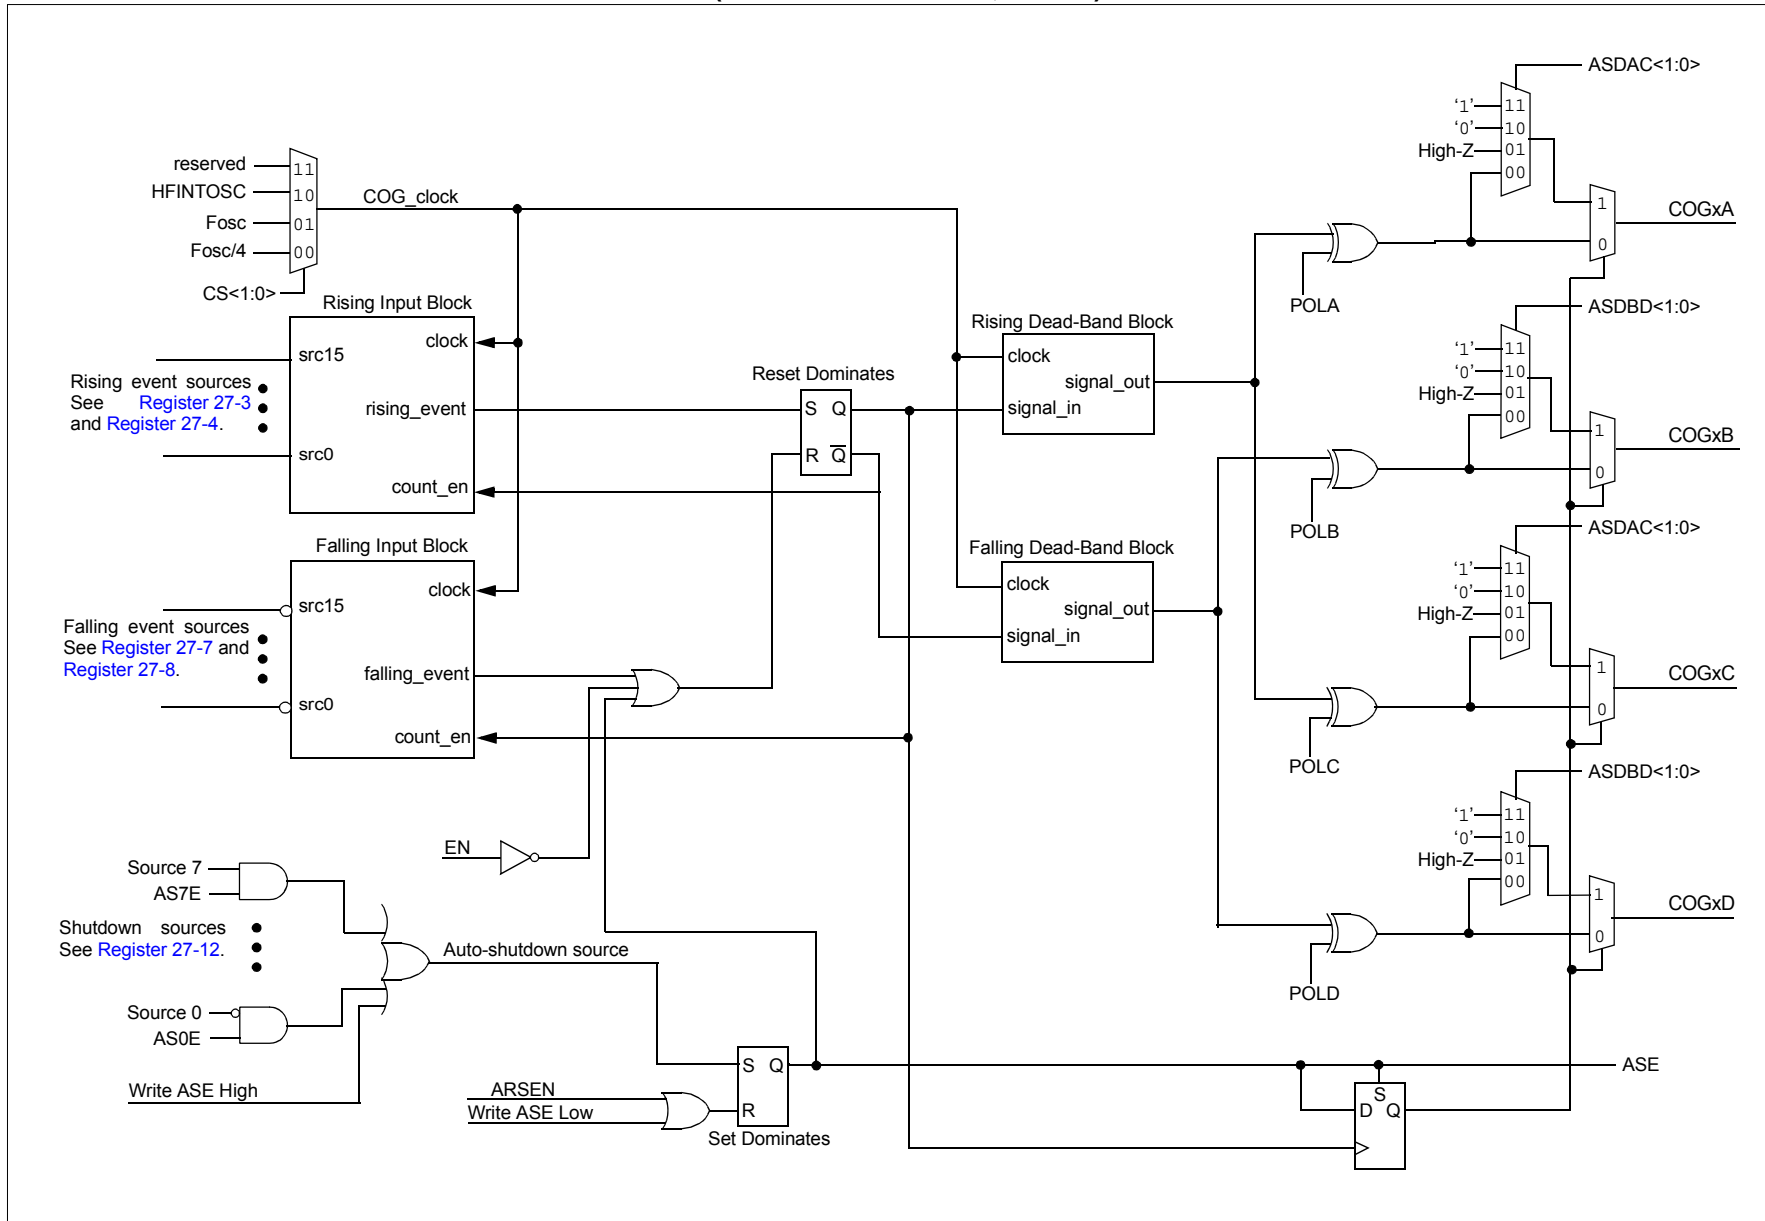 ASDAC<1:0>
'1' 11
'0' 10
High-Z 01
00
1
0
COGxA
POLA
reserved 11
HFINTOSC 10
Fosc 01
Fosc/4 00
CS<1:0>
COG_clock
Rising Input Block
clock
src15
Rising event sources
See Register 27-3
and Register 27-4.
rising_event
src0
count_en
Reset Dominates
S Q
R Q
Rising Dead-Band Block
clock
signal_out
signal_in
ASDBD<1:0>
'1' 11
'0' 10
High-Z 01
00
1
0
COGxB
POLB
Falling Input Block
clock
src15
Falling event sources
See Register 27-7 and
Register 27-8.
falling_event
src0
count_en
Falling Dead-Band Block
clock
signal_out
signal_in
ASDAC<1:0>
'1' 11
'0' 10
High-Z 01
00
1
0
COGxC
POLC
EN
ASDBD<1:0>
'1' 11
'0' 10
High-Z 01
00
1
0
COGxD
POLD
Source 7
AS7E
Shutdown sources
See Register 27-12.
Source 0
AS0E
Write ASE High
Auto-shutdown source
ARSEN
Write ASE Low
S Q
R
Set Dominates
ASE
S
D Q